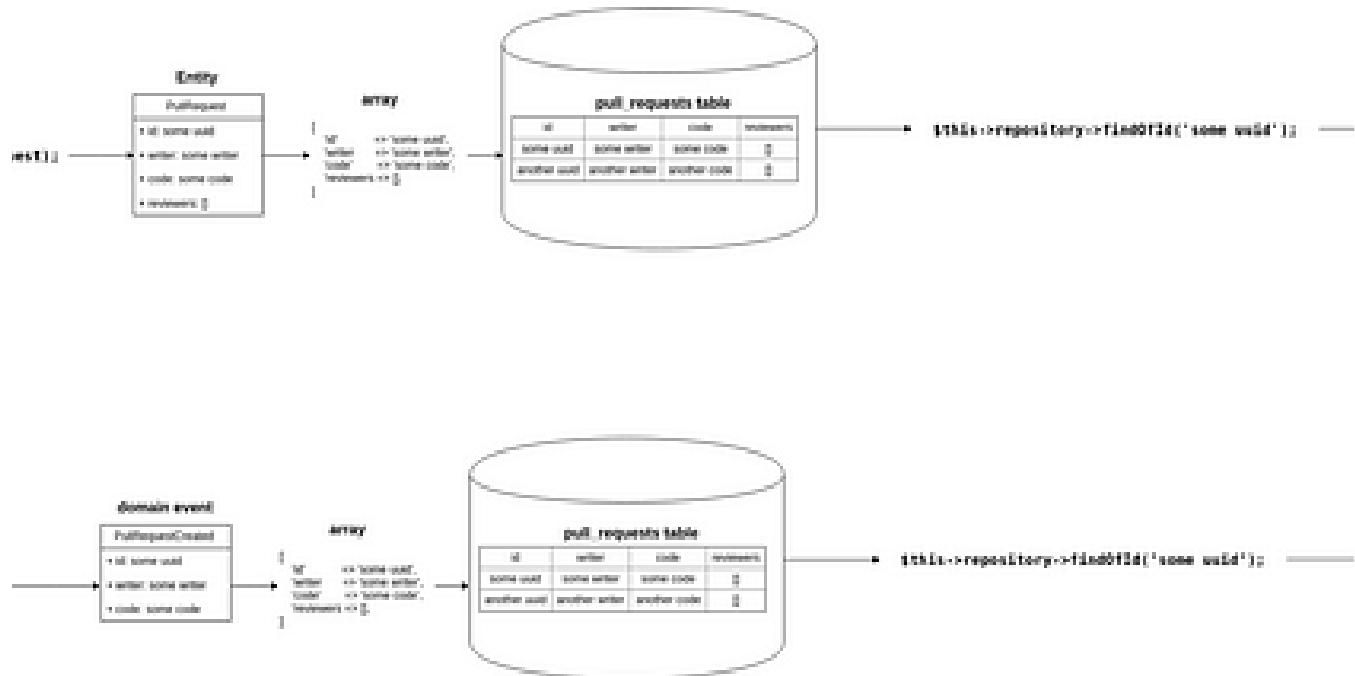 Entity
PullRequest
• id: some uuid
• writer: some writer
• code: some code
• reviewers: []
array
[
'id' => 'some uuid',
'writer' => 'some writer',
'code' => 'some code',
'reviewers' => [],
]
pull_requests table
id writer code reviewers
some uuid some writer some code []
another uuid another writer another code []
est);
$this->repository->findOfId('some uuid');
domain event
PullRequestCreated
• id: some uuid
• writer: some writer
• code: some code
array
[
'id' => 'some uuid',
'writer' => 'some writer',
'code' => 'some code',
'reviewers' => [],
]
pull_requests table
id writer code reviewers
some uuid some writer some code []
another uuid another writer another code []
$this->repository->findOfId('some uuid');